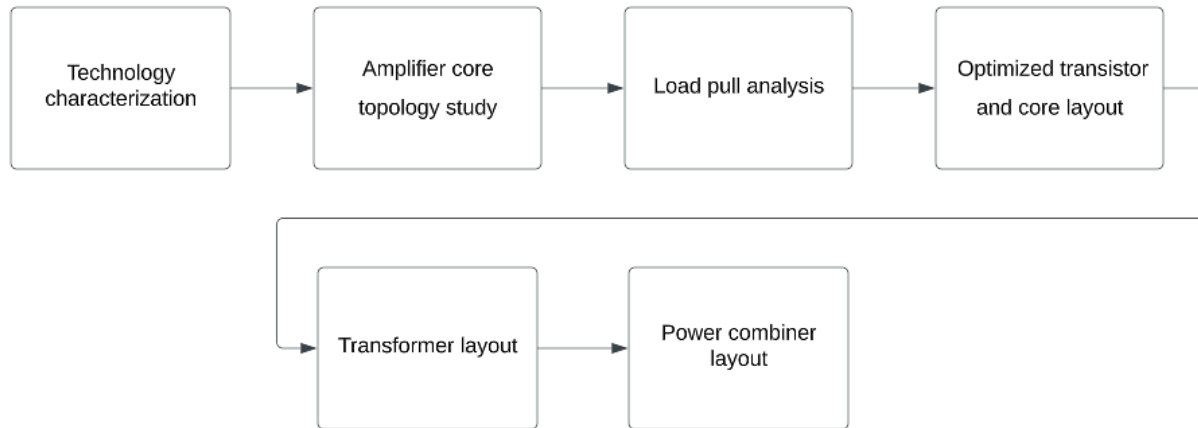 Technology
characterization
Amplifier core
topology study
Load pull analysis
Optimized transistor
and core layout
Transformer layout
Power combiner
layout